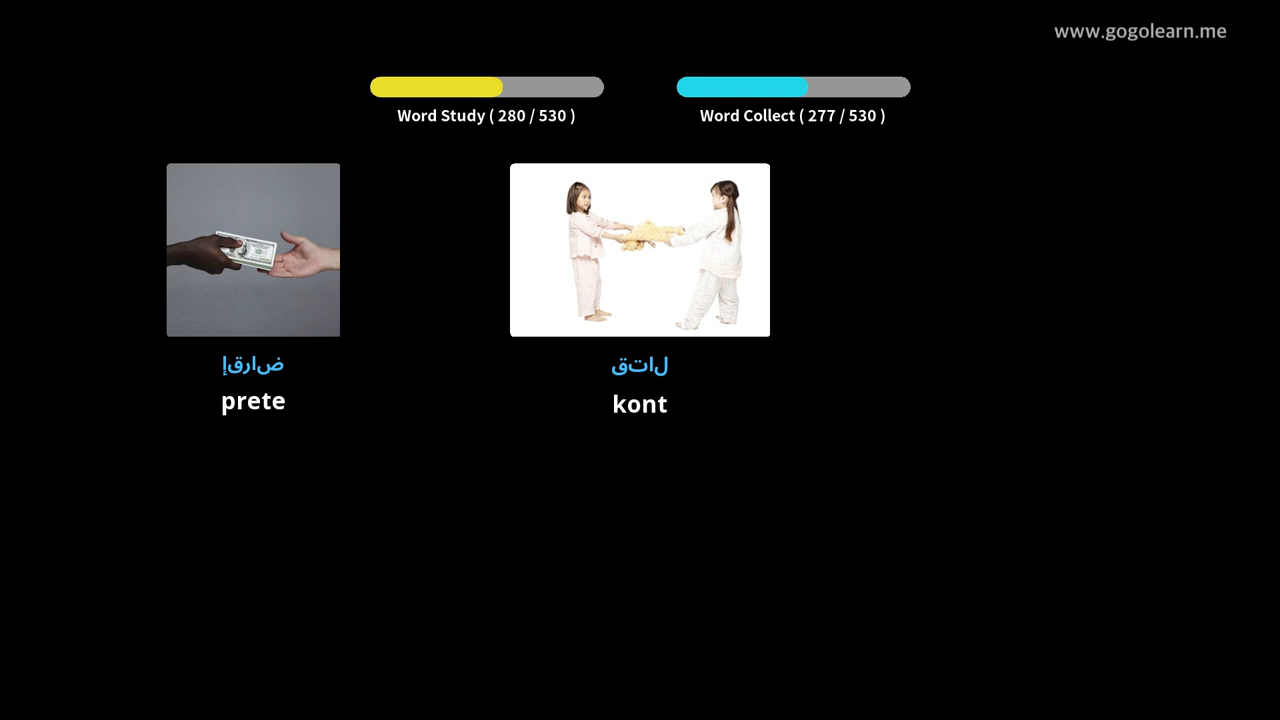 www.gogolearn.me
Word Study ( 280 / 530 )
Word Collect ( 277 / 530 )
ضارقإ
prete
لاتق
kont